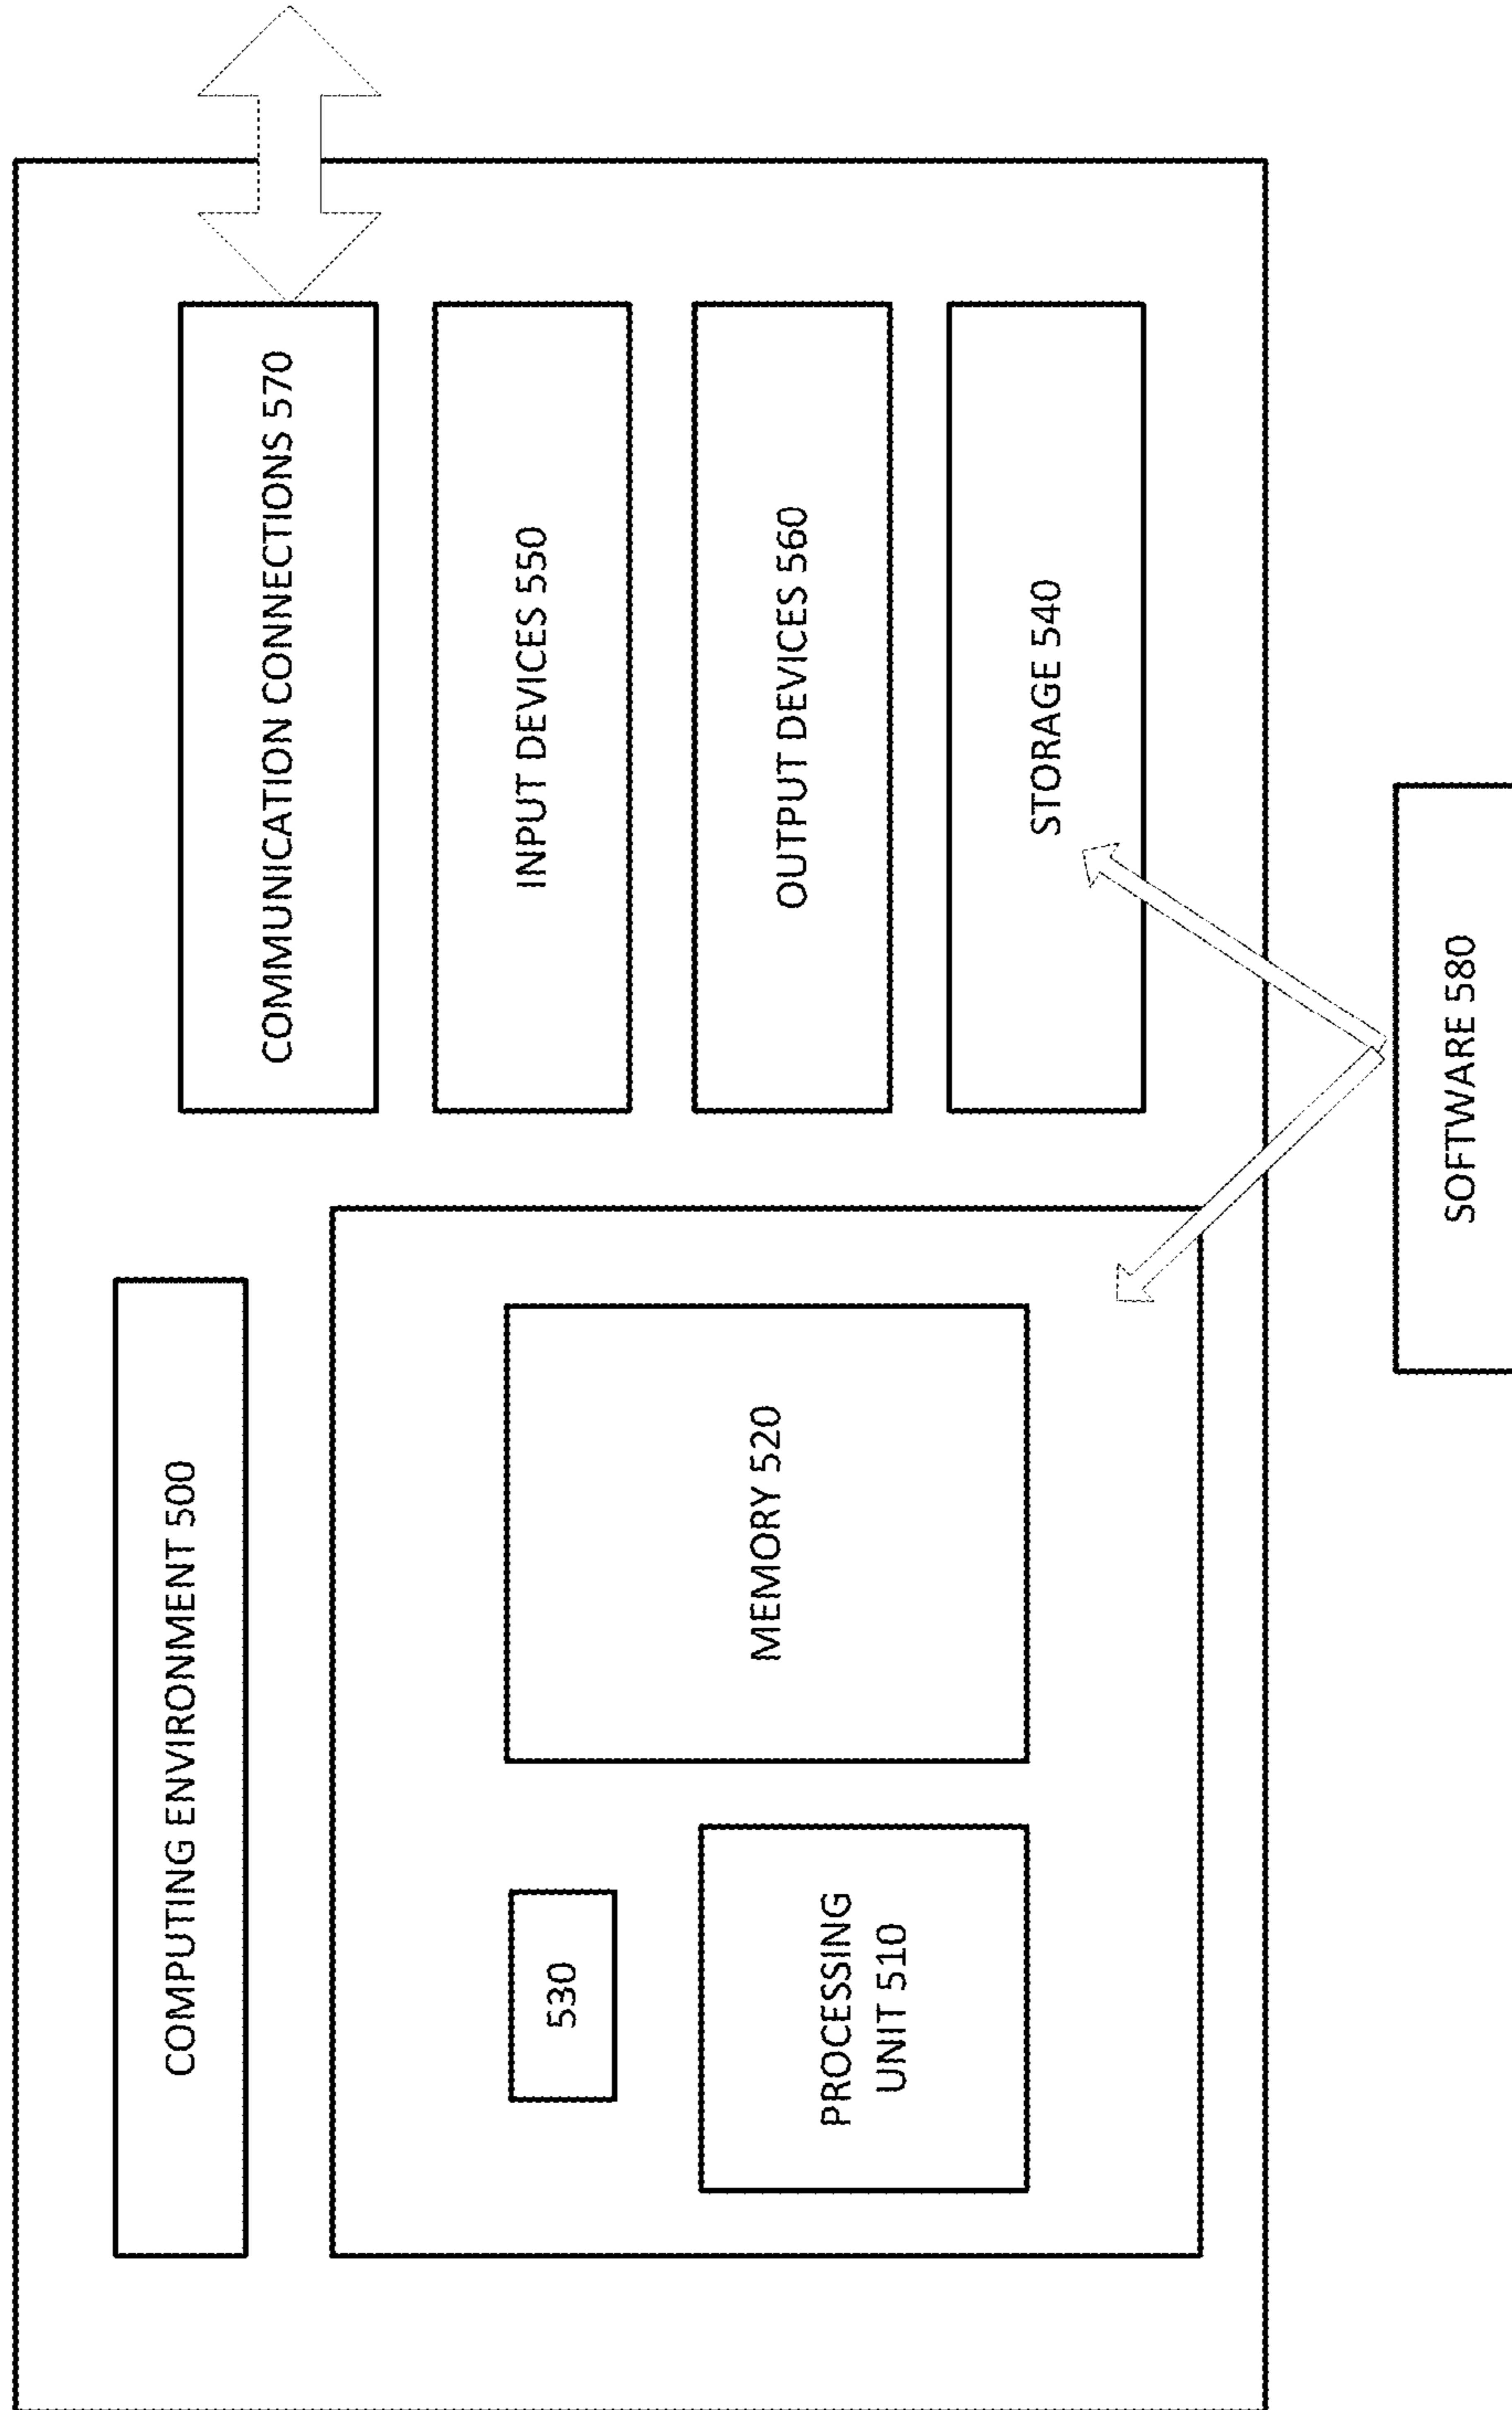 COMPUTING ENVIRONMENT 500
COMMUNICATION CONNECTIONS 570
530
MEMORY 520
PROCESSING
UNIT 510
INPUT DEVICES 550
OUTPUT DEVICES 560
STORAGE 540
SOFTWARE 580